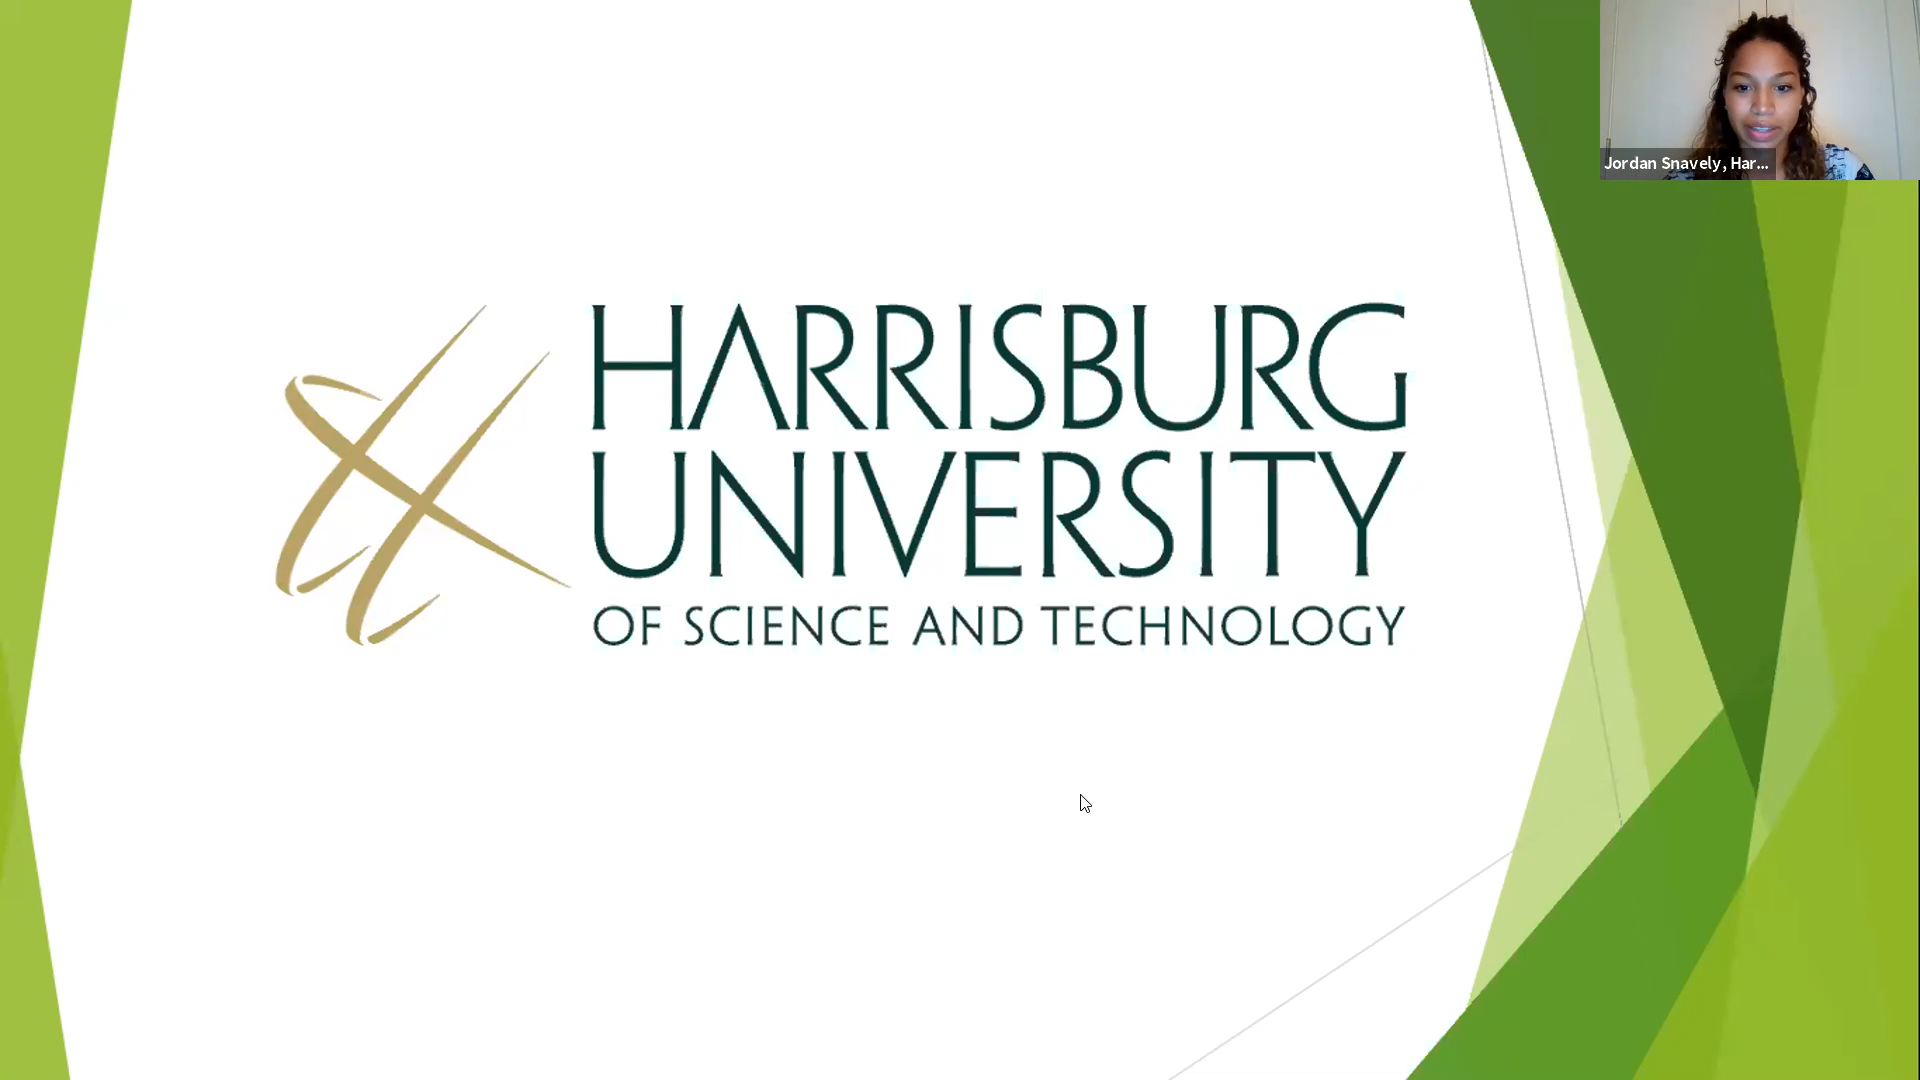 HARRISBURG
UNIVERSITY
OF SCIENCE AND TECHNOLOGY
Jordan Snavely, Har...